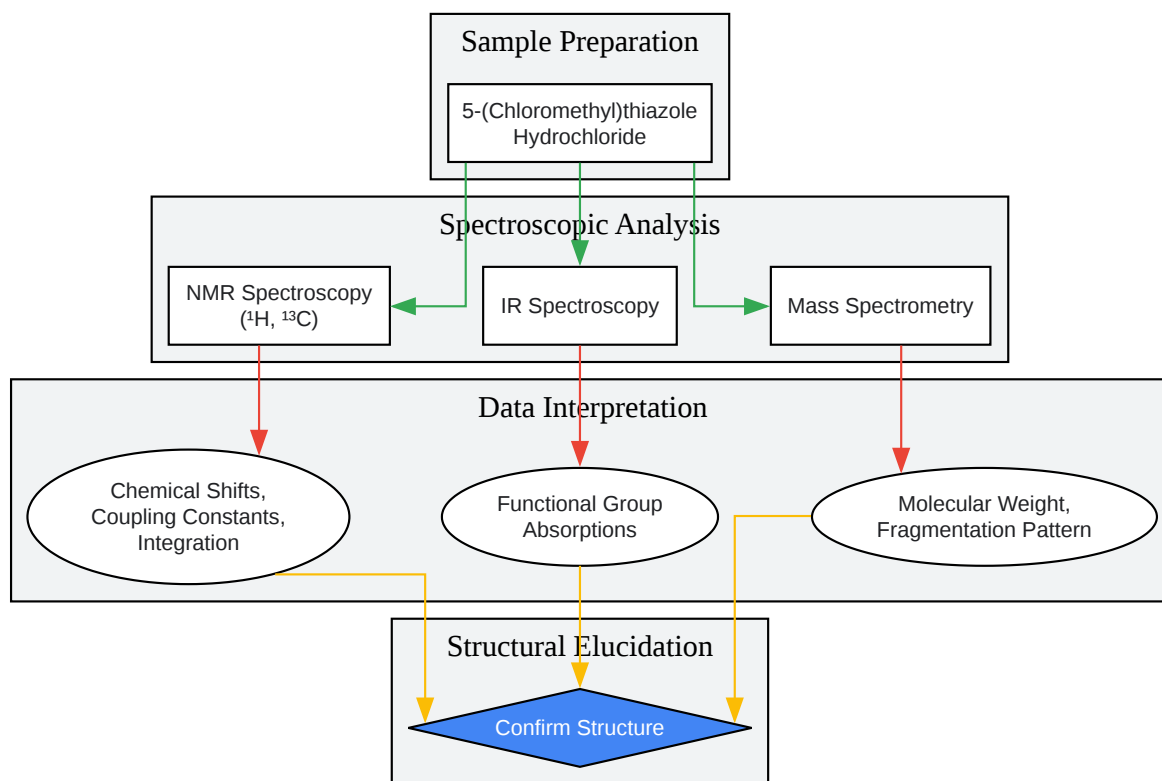 Sample Preparation
5-(Chloromethyl)thiazole
Hydrochloride
Spectroscopic Analysis
NMR Spectroscopy
(¹H, ¹³C)
IR Spectroscopy
Mass Spectrometry
Data Interpretation
Chemical Shifts,
Coupling Constants,
Integration
Functional Group
Absorptions
Molecular Weight,
Fragmentation Pattern
Structural Elucidation
Confirm Structure